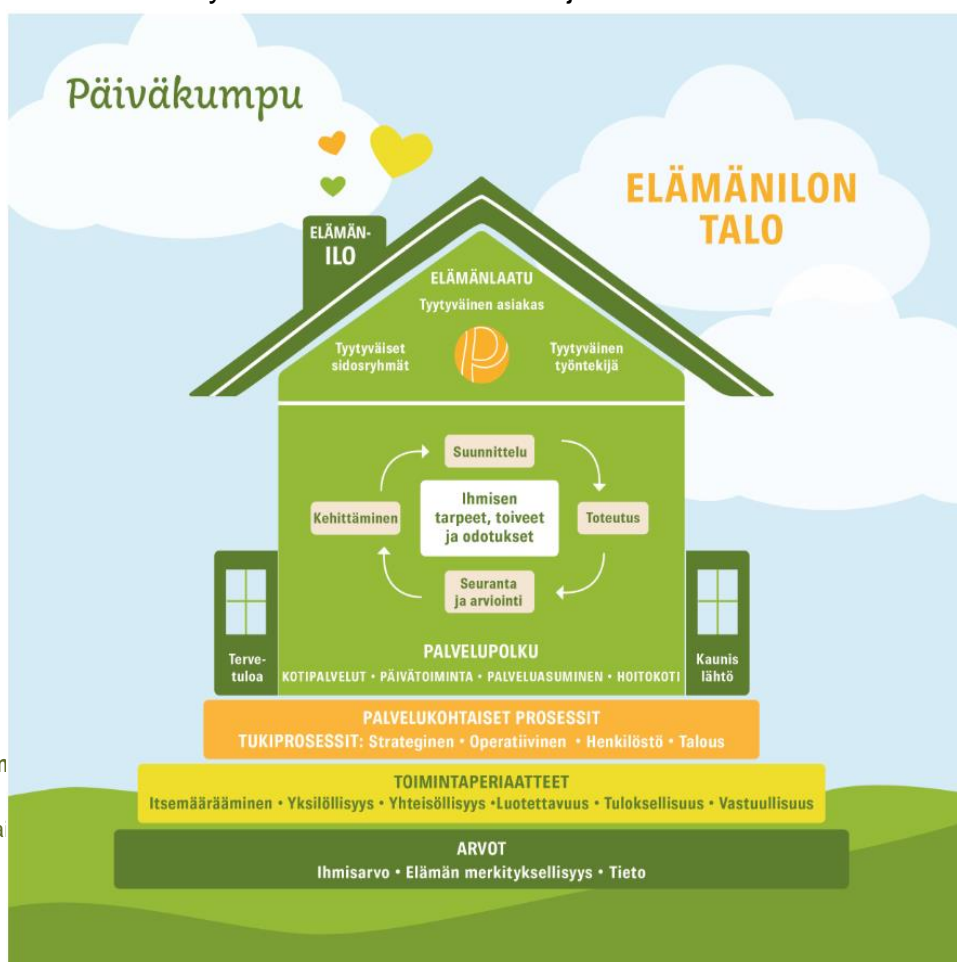 Päiväkumpu
ELÄMÄNILON
TALO
ELÄMÄN-
ILO
ELÄMÄNLAATU
Tyytyväinen asiakas
Tyytyväiset
sidosryhmät
Tyytyväinen
työntekijä
Suunnittelu
Kehittäminen
Ihmisen
tarpeet, toiveet
ja odotukset
Toteutus
Seuranta
ja arviointi
PALVELUPOLKU
KOTIPALVELUT • PÄIVÄTOIMINTA • PALVELUASUMINEN • HOITOKOTI
Terve-
tuloa
Kaunis
lähtö
PALVELUKOHTAISET PROSESSIT
TUKIPROSESSIT: Strateginen • Operatiivinen • Henkilöstö • Talous
TOIMINTAPERIAATTEET
Itsemäärääminen • Yksilöllisyys • Yhteisöllisyys •Luotettavuus • Tuloksellisuus • Vastuullisuus
ARVOT
Ihmisarvo • Elämän merkityksellisyys • Tieto